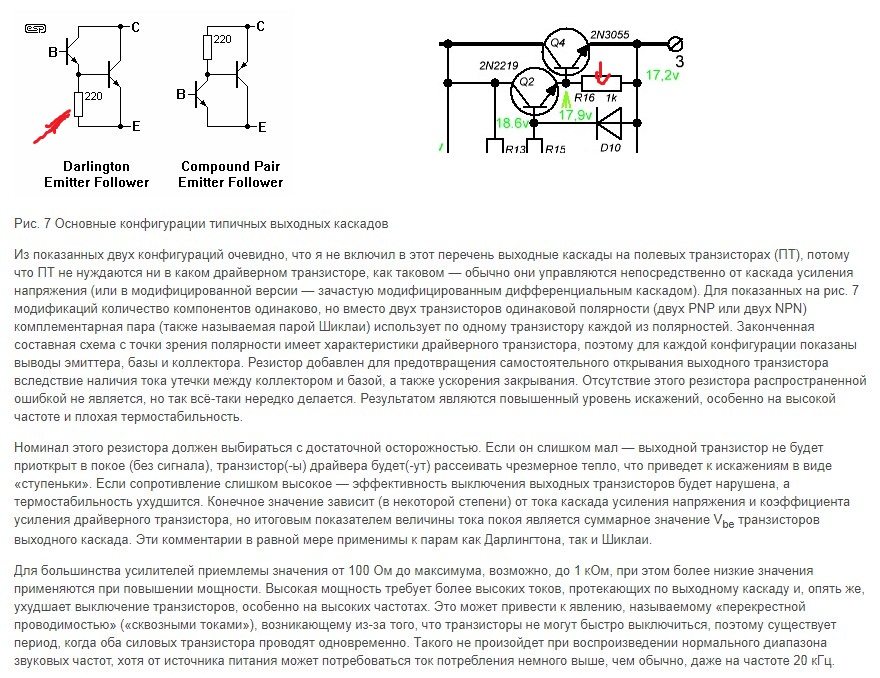 esp
C
B
220
E
Darlington
Emitter Follower
220
C
B
E
Compound Pair
Emitter Follower
Q4
2N3055
2N2219
3
17,2v
Q2
R16 1k
17,9v
18.6v
R13
R15
D10
Рис. 7 Основные конфигурации типичных выходных каскадов
Из показанных двух конфигураций очевидно, что я не включил в этот перечень выходные каскады на полевых транзисторах (ПТ), потому
что ПТ не нуждаются ни в каком драйверном транзисторе, как таковом — обычно они управляются непосредственно от каскада усиления
напряжения (или в модифицированной версии — зачастую модифицированным дифференциальным каскадом). Для показанных на рис. 7
модификаций количество компонентов одинаково, но вместо двух транзисторов одинаковой полярности (двух PNP или двух NPN)
комплементарная пара (также называемая парой Шиклаи) использует по одному транзистору каждой из полярностей. Законченная
составная схема с точки зрения полярности имеет характеристики драйверного транзистора, поэтому для каждой конфигурации показаны
выводы эмиттера, базы и коллектора. Резистор добавлен для предотвращения самостоятельного открывания выходного транзистора
вследствие наличия тока утечки между коллектором и базой, а также ускорения закрывания. Отсутствие этого резистора распространенной
ошибкой не является, но так всё-таки нередко делается. Результатом являются повышенный уровень искажений, особенно на высокой
частоте и плохая термостабильность.
Номинал этого резистора должен выбираться с достаточной осторожностью. Если он слишком мал — выходной транзистор не будет
приоткрыт в покое (без сигнала), транзистор(-ы) драйвера будет(-ут) рассеивать чрезмерное тепло, что приведет к искажениям в виде
«ступеньки». Если сопротивление слишком высокое — эффективность выключения выходных транзисторов будет нарушена, а
термостабильность ухудшится. Конечное значение зависит (в некоторой степени) от тока каскада усиления напряжения и коэффициента
усиления драйверного транзистора, но итоговым показателем величины тока покоя является суммарное значение Vbe транзисторов
выходного каскада. Эти комментарии в равной мере применимы к парам как Дарлингтона, так и Шиклаи.
Для большинства усилителей приемлемы значения от 100 Ом до максимума, возможно, до 1 кОм, при этом более низкие значения
применяются при повышении мощности. Высокая мощность требует более высоких токов, протекающих по выходному каскаду и, опять же,
ухудшает выключение транзисторов, особенно на высоких частотах. Это может привести к явлению, называемому «перекрестной
проводимостью» («сквозными токами»), возникающему из-за того, что транзисторы не могут быстро выключиться, поэтому существует
период, когда оба силовых транзистора проводят одновременно. Такого не произойдет при воспроизведении нормального диапазона
звуковых частот, хотя от источника питания может потребоваться ток потребления немного выше, чем обычно, даже на частоте 20 кГц.